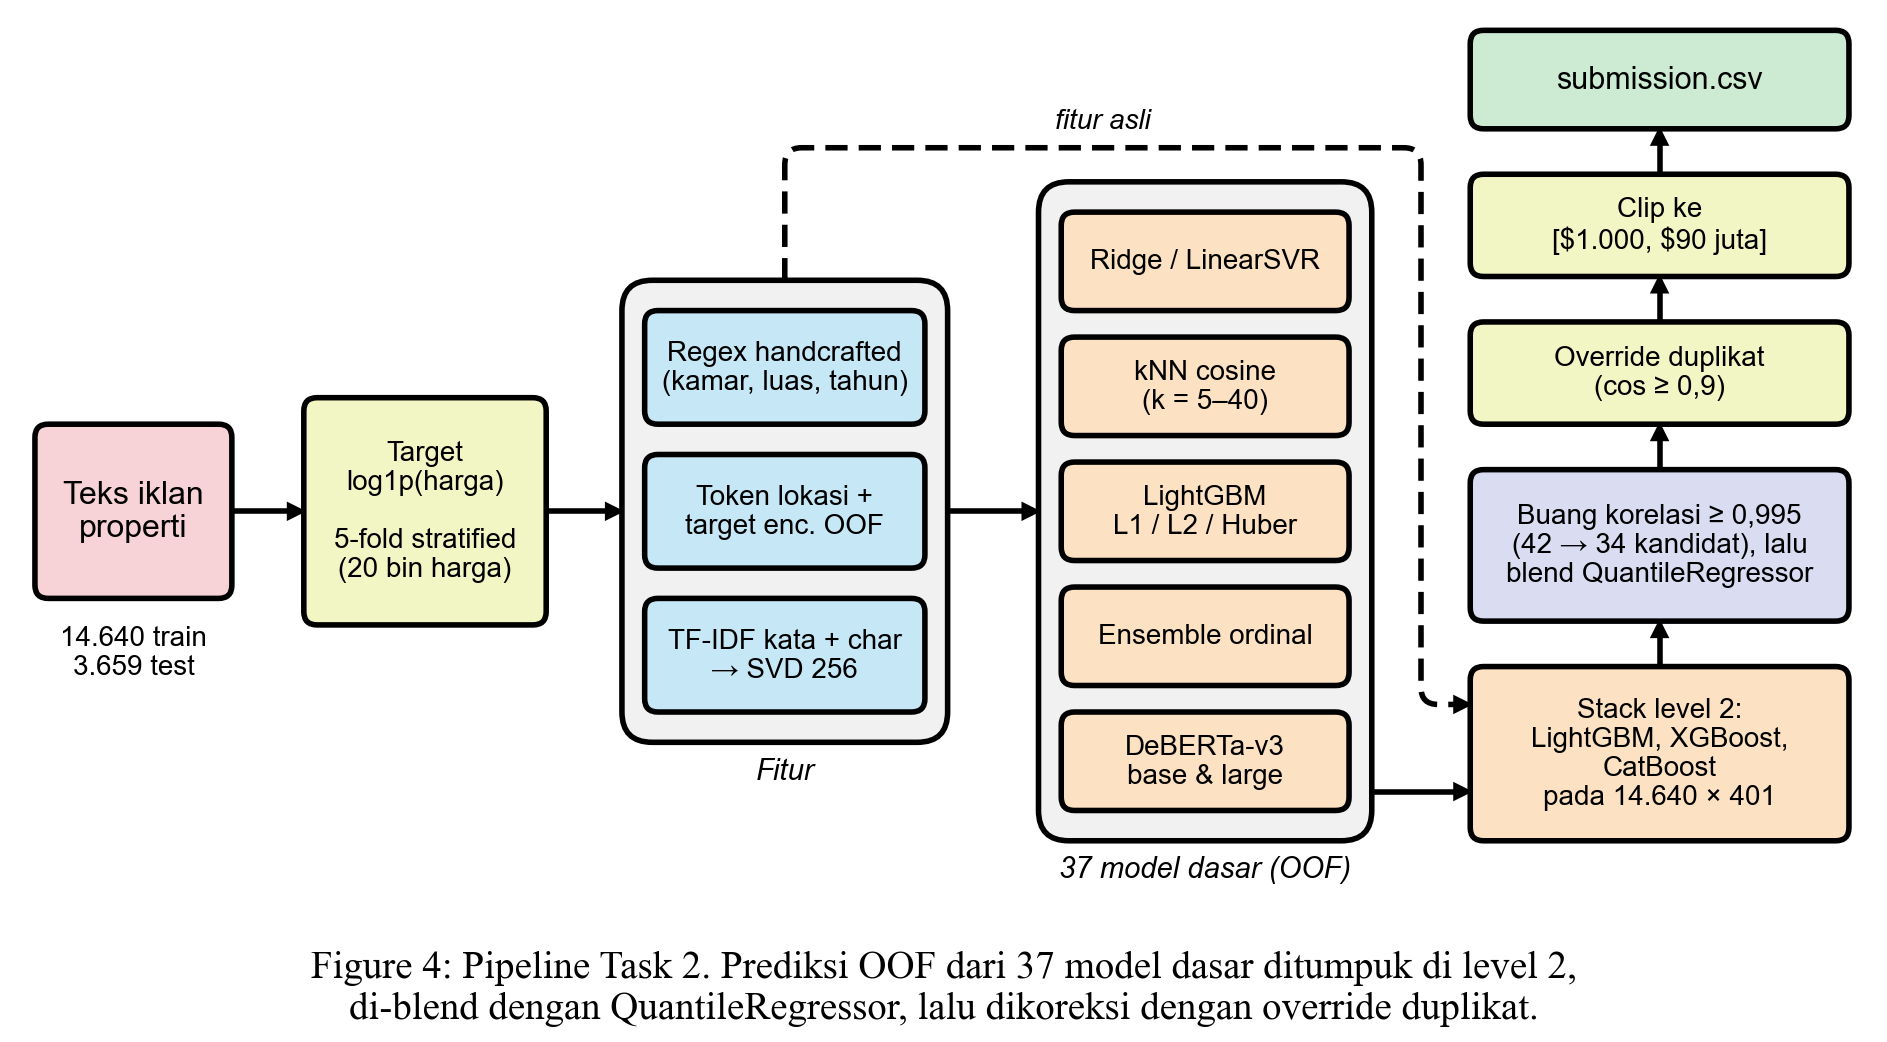 Teks iklan
properti
14.640 train
3.659 test
Target
log1p(harga)
5-fold stratified
(20 bin harga)
Regex handcrafted
(kamar, luas, tahun)
Token lokasi +
target enc. OOF
TF-IDF kata + char
→ SVD 256
Fitur
fitur asli
Ridge / LinearSVR
kNN cosine
(k = 5–40)
LightGBM
L1 / L2 / Huber
Ensemble ordinal
DeBERTa-v3
base & large
37 model dasar (OOF)
Stack level 2:
LightGBM, XGBoost,
CatBoost
pada 14.640 × 401
Buang korelasi ≥ 0,995
(42 → 34 kandidat), lalu
blend QuantileRegressor
Override duplikat
(cos ≥ 0,9)
Clip ke
[$1.000, $90 juta]
submission.csv
Figure 4: Pipeline Task 2. Prediksi OOF dari 37 model dasar ditumpuk di level 2,
di-blend dengan QuantileRegressor, lalu dikoreksi dengan override duplikat.